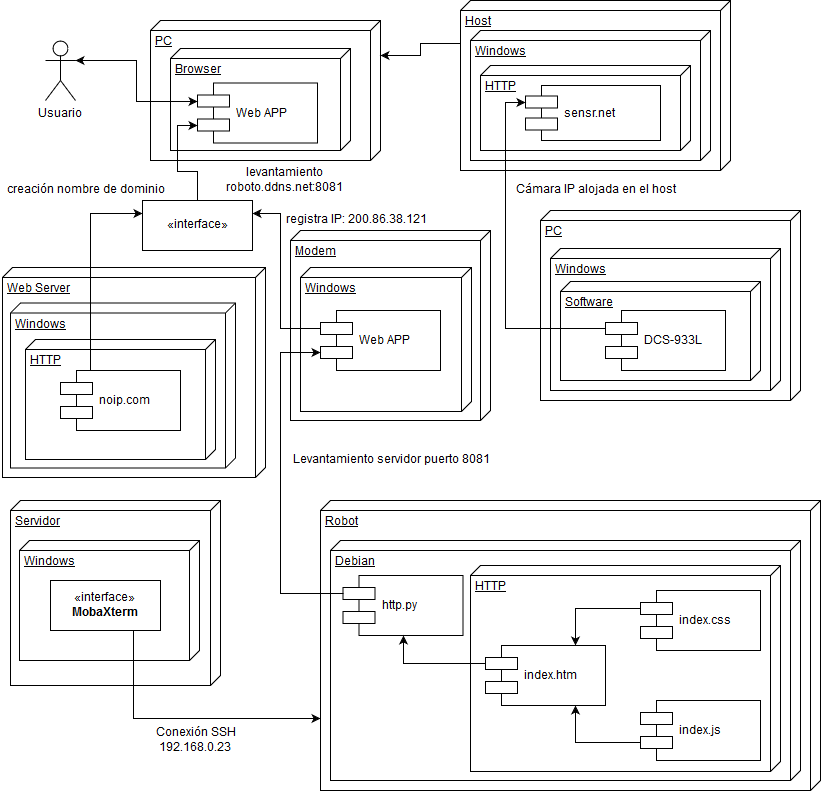 Host
PC
Windows
Browser
HTTP
Web APP
sensr.net
Usuario
levantamiento
roboto.ddns.net:8081
creación nombre de dominio
Cámara IP alojada en el host
«interface»
registra IP: 200.86.38.121
PC
Modem
Windows
Web Server
Windows
Software
Windows
Web APP
DCS-933L
HTTP
noip.com
Levantamiento servidor puerto 8081
Servidor
Robot
Windows
Debian
HTTP
«interface»
MobaXterm
http.py
index.css
index.htm
index.js
Conexión SSH
192.168.0.23